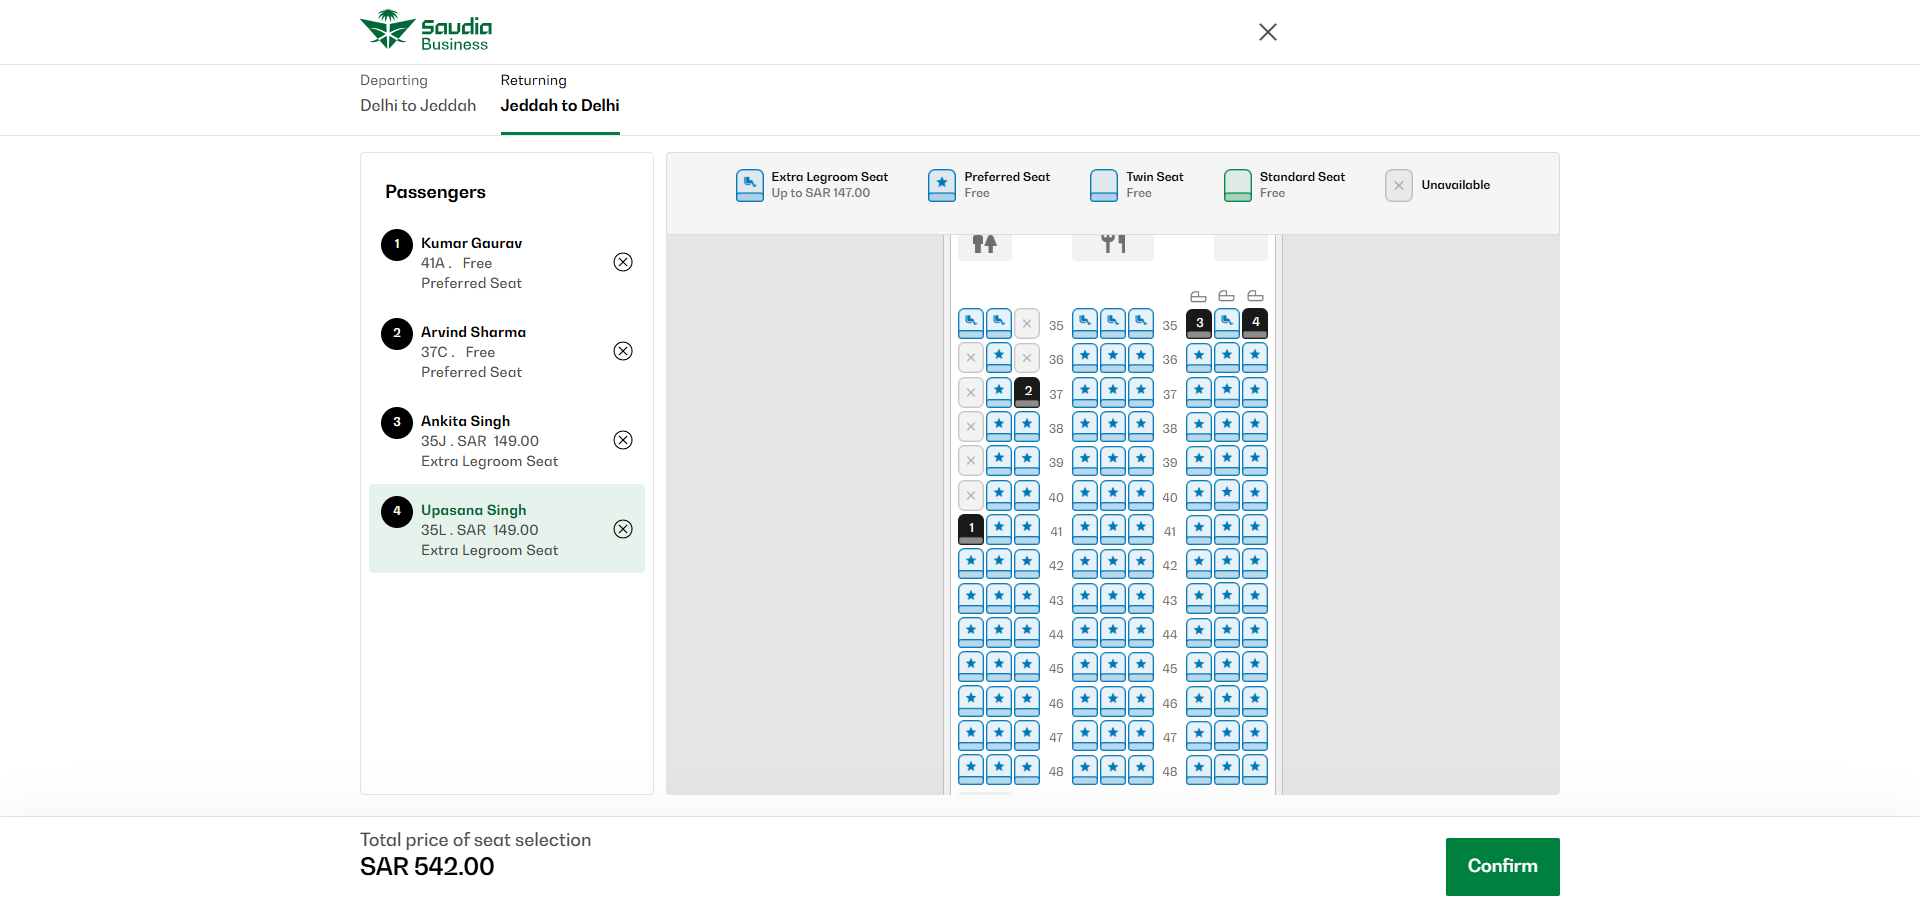 Saudia
Business
Departing
Delhi to Jeddah
Returning
Jeddah to Delhi
Passengers
1
Kumar Gaurav
41A . Free
Preferred Seat
2
Arvind Sharma
37C . Free
Preferred Seat
3
Ankita Singh
35J . SAR 149.00
Extra Legroom Seat
4
Upasana Singh
35L . SAR 149.00
Extra Legroom Seat
Extra Legroom Seat
Up to SAR 147.00
Preferred Seat
Free
Twin Seat
Free
Standard Seat
Free
Unavailable
35 35 3 4
36 36
2 37 37
38 38
39 39
40 40
1 41 41
42 42
43 43
44 44
45 45
46 46
47 47
48 48
Total price of seat selection
SAR 542.00
Confirm